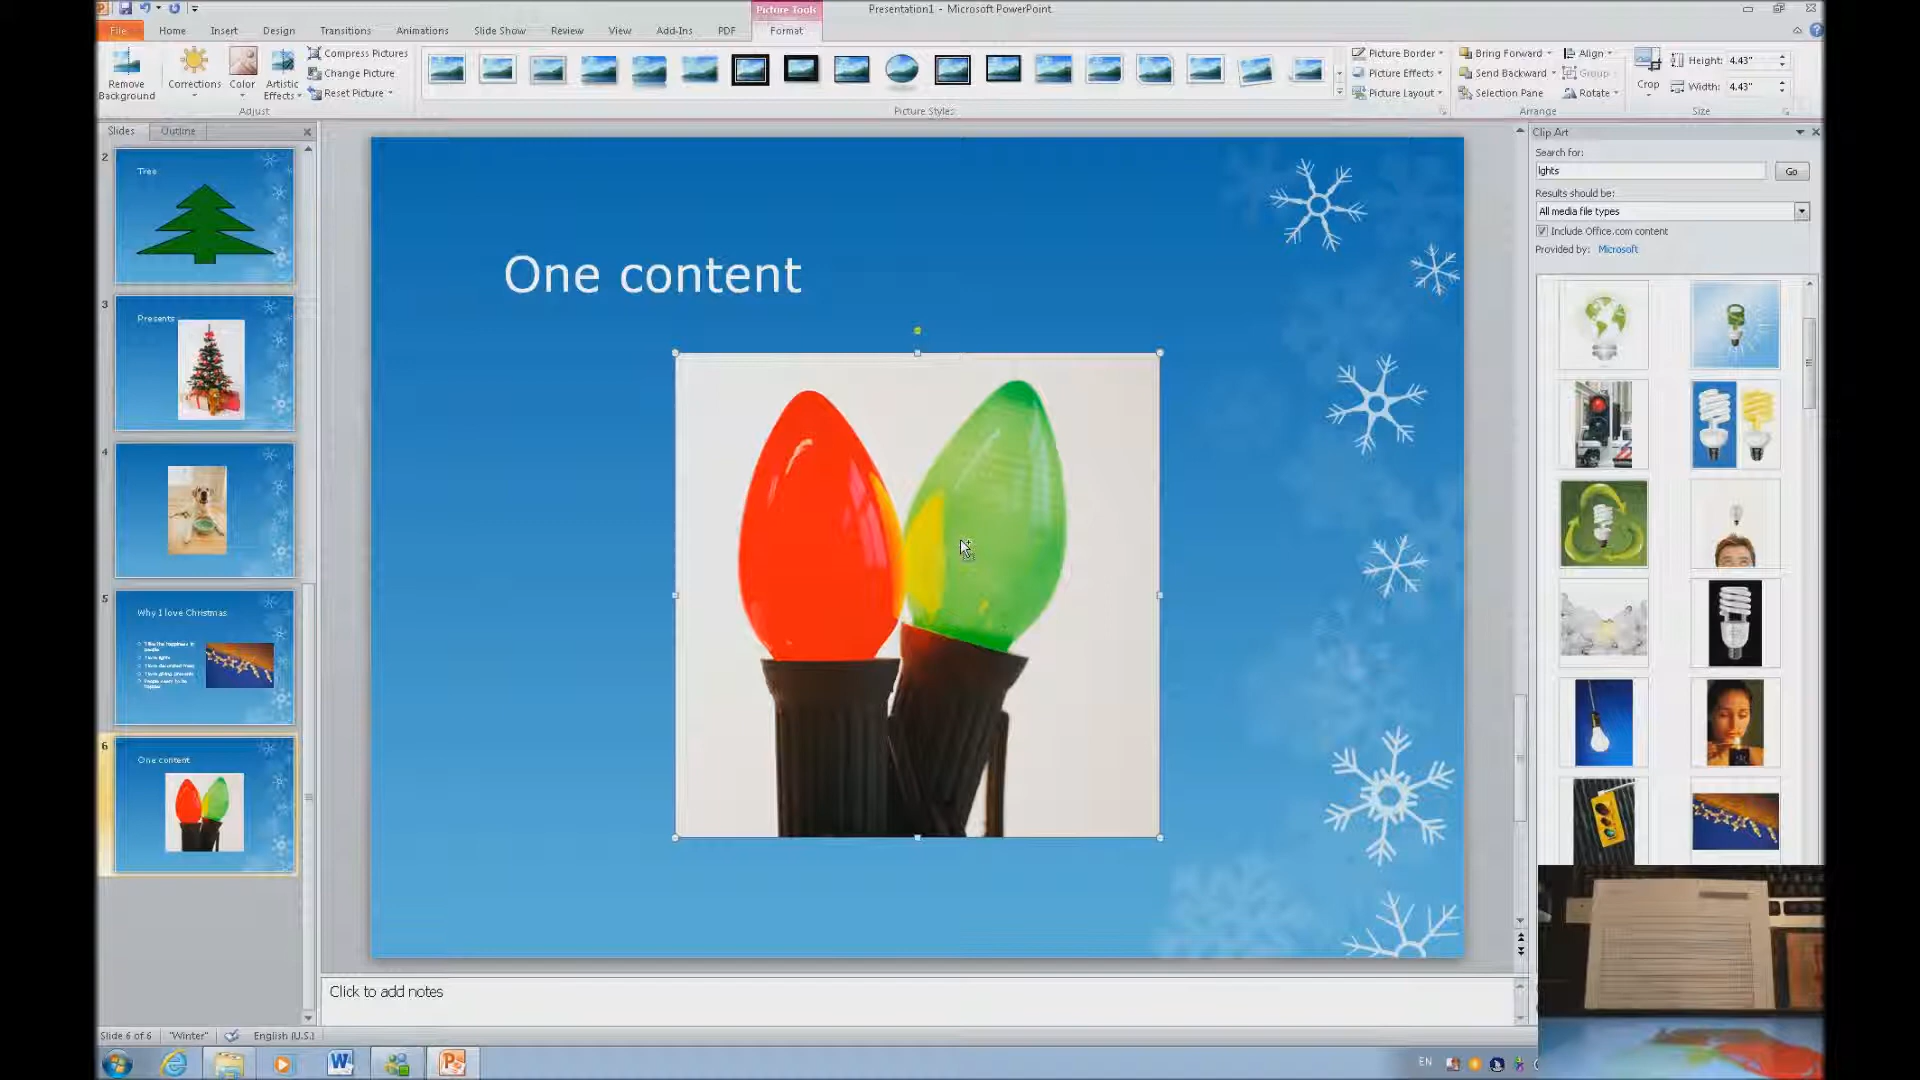 Picture Tools
Presentation1 - Microsoft PowerPoint
File Home Insert Design Transitions Animations Slide Show Review View Add-Ins PDF Format
Remove Background
Corrections
Color
Artistic Effects
Compress Pictures
Change Picture
Reset Picture
Adjust
Picture Styles
Picture Border
Picture Effects
Picture Layout
Bring Forward
Send Backward
Selection Pane
Align
Group
Rotate
Arrange
Crop
Height: 4.43"
Width: 4.43"
Size
Slides Outline
2
Tree
3
Presents
4
5
Why I love Christmas
6
One content
One content
Click to add notes
Clip Art
Search for:
lghts
Go
Results should be:
All media file types
Include Office.com content
Provided by: Microsoft
Slide 6 of 6 "Winter" English (U.S.)
EN